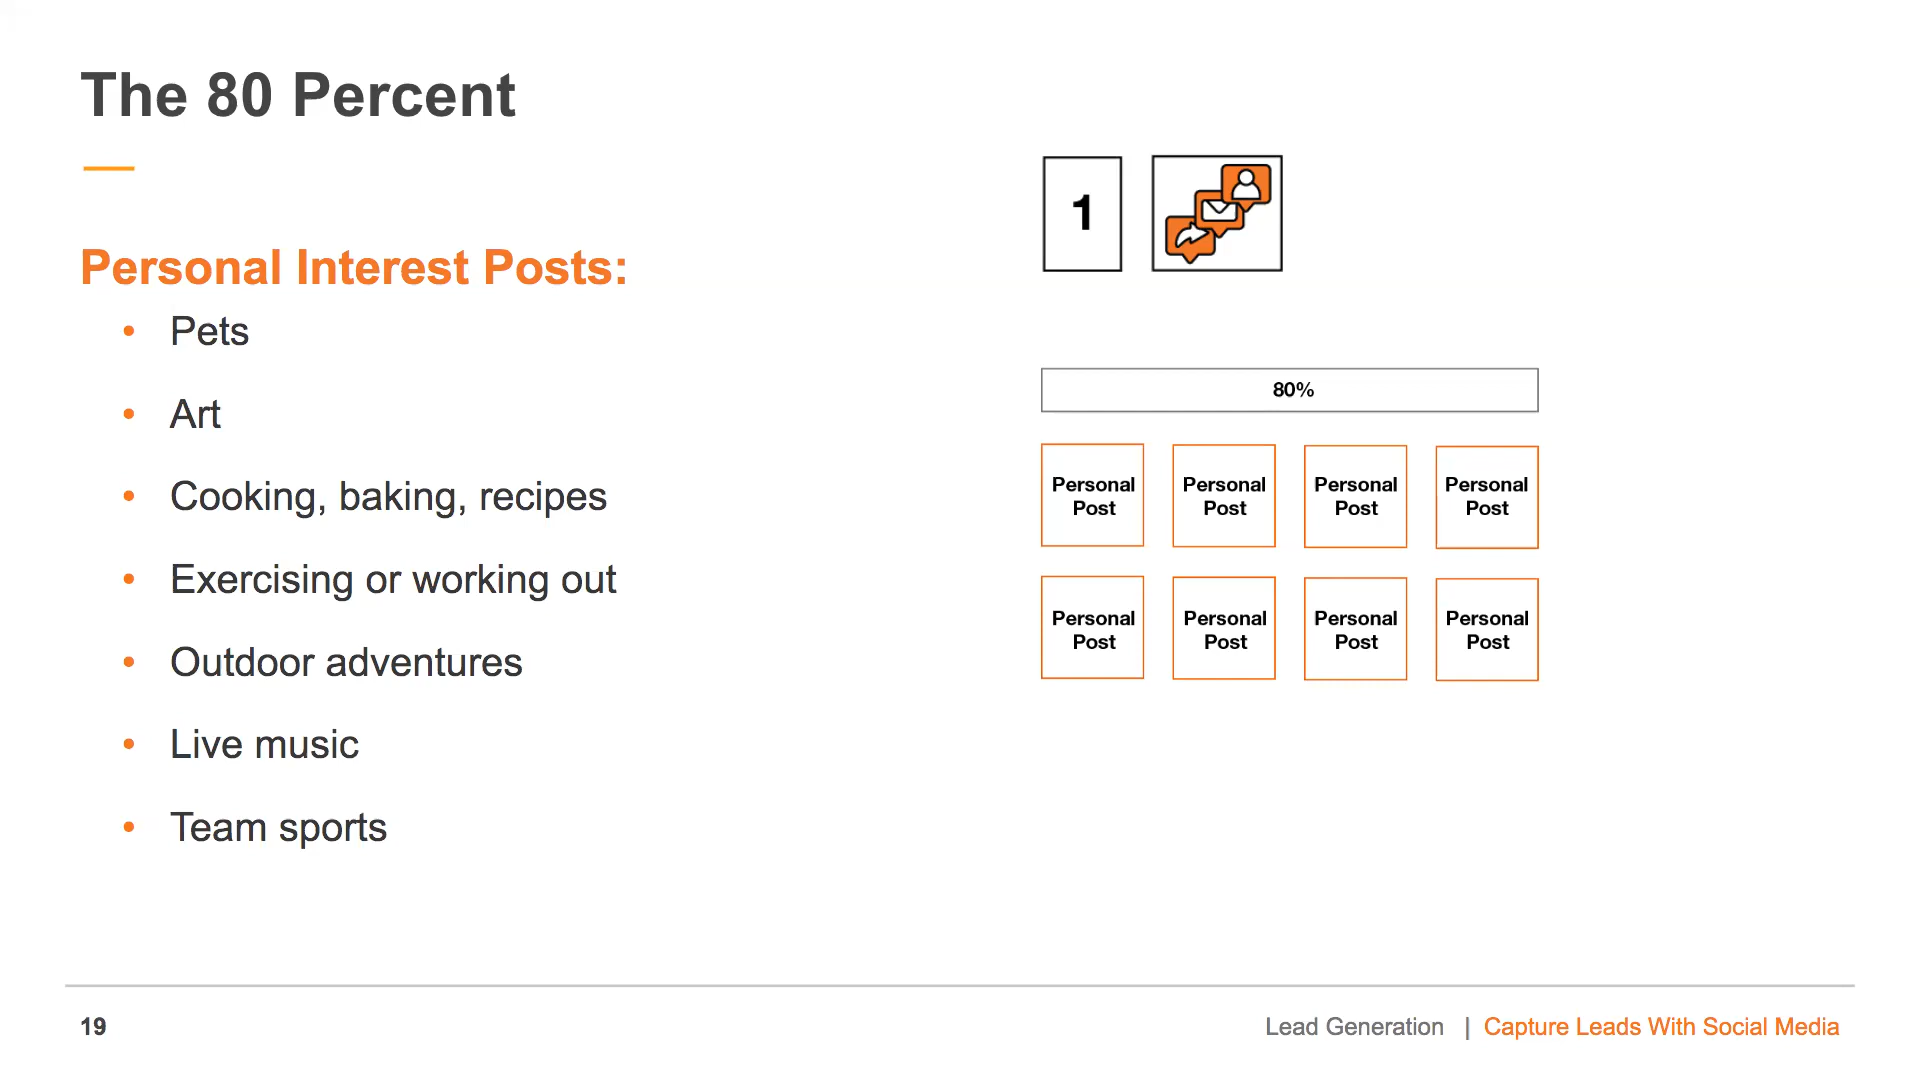 The 80 Percent
Personal Interest Posts:
• Pets
• Art
• Cooking, baking, recipes
• Exercising or working out
• Outdoor adventures
• Live music
• Team sports
1
80%
Personal
Post
Personal
Post
Personal
Post
Personal
Post
Personal
Post
Personal
Post
Personal
Post
Personal
Post
19
Lead Generation | Capture Leads With Social Media